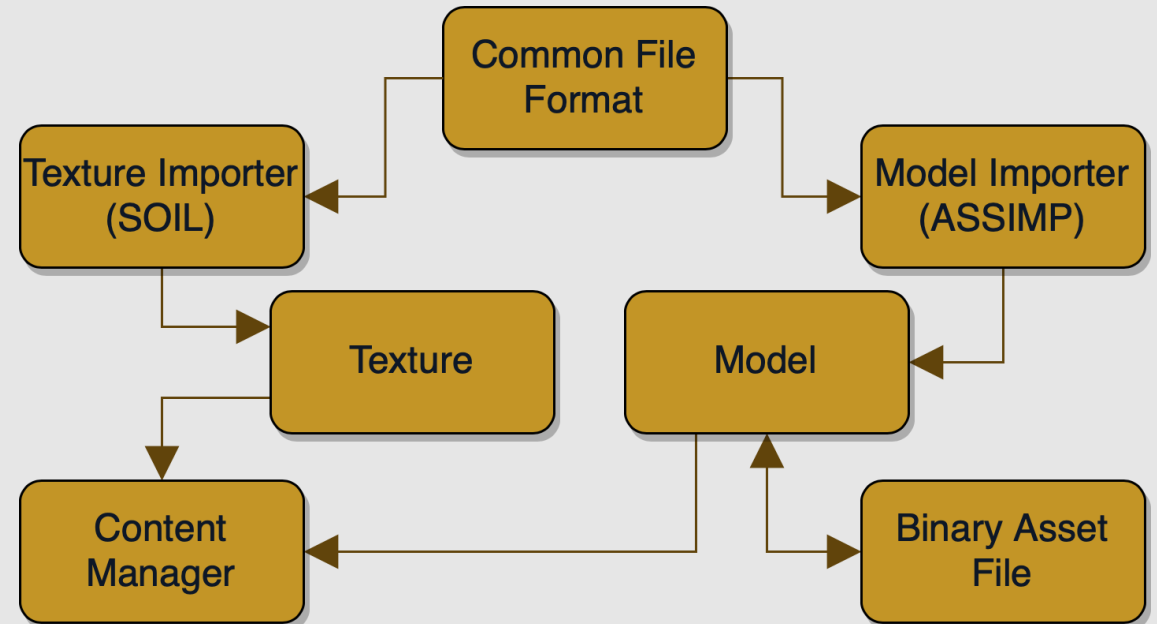 Common File
Format
Texture Importer
(SOIL)
Model Importer
(ASSIMP)
Texture
Model
Content
Manager
Binary Asset
File